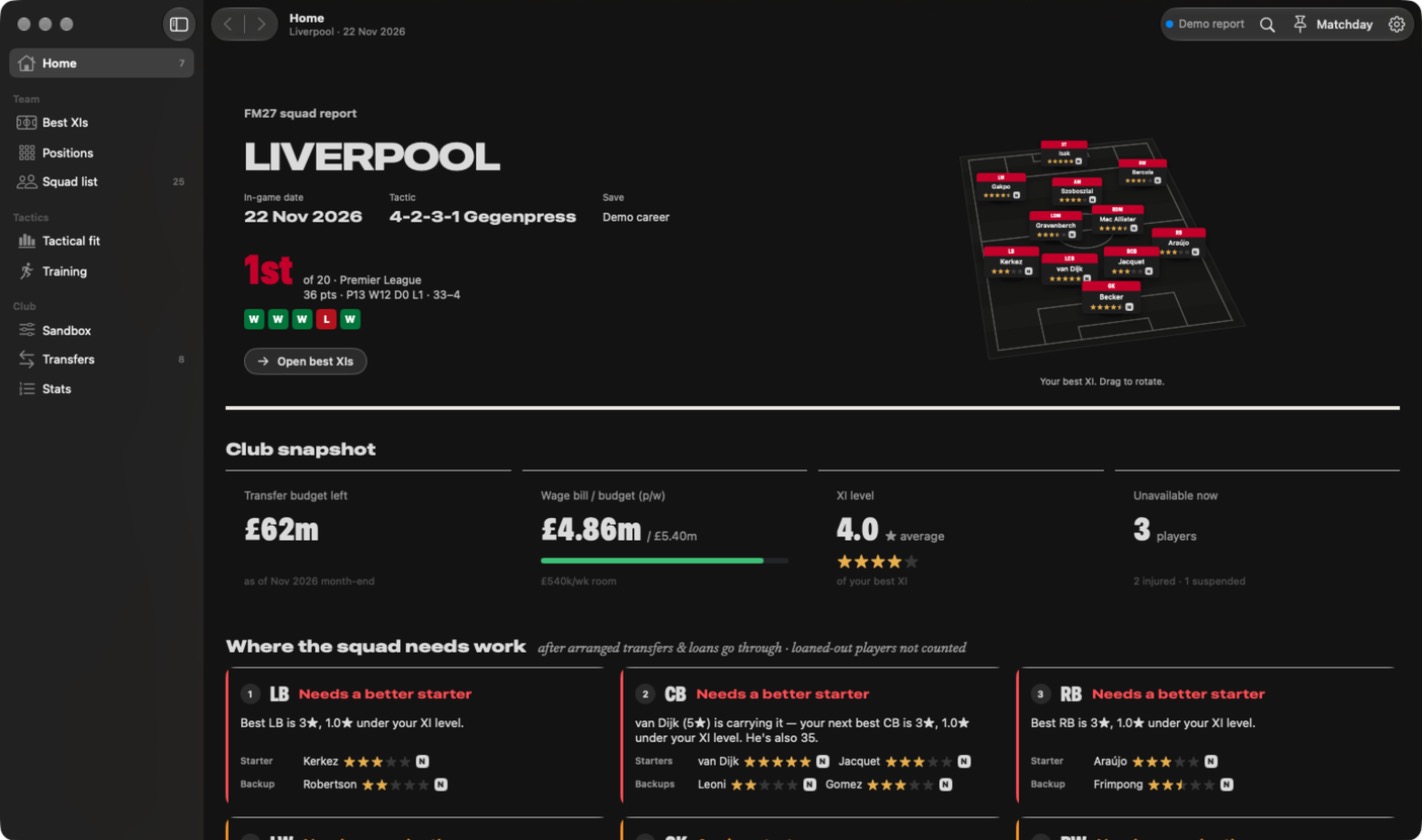 Home
Liverpool · 22 Nov 2026
Demo report
Matchday
Home 7
Team
Best XIs
Positions
Squad list 25
Tactics
Tactical fit
Training
Club
Sandbox
Transfers 8
Stats
FM27 squad report
LIVERPOOL
In-game date
22 Nov 2026
Tactic
4-2-3-1 Gegenpress
Save
Demo career
1st
of 20 · Premier League
36 pts · P13 W12 D0 L1 · 33–4
W W W L W
Open best XIs
ST
Isak
RW
Barcola
LW
Gakpo
AM
Szoboszlai
LDM
Gravenberch
RDM
Mac Allister
RB
Araújo
LB
Kerkez
LCB
van Dijk
RCB
Jacquet
GK
Becker
Your best XI. Drag to rotate.
Club snapshot
Transfer budget left
£62m
as of Nov 2026 month-end
Wage bill / budget (p/w)
£4.86m / £5.40m
£540k/wk room
XI level
4.0 ★ average
of your best XI
Unavailable now
3 players
2 injured · 1 suspended
Where the squad needs work after arranged transfers & loans go through · loaned-out players not counted
1 LB Needs a better starter
Best LB is 3★, 1.0★ under your XI level.
Starter Kerkez N
Backup Robertson N
2 CB Needs a better starter
van Dijk (5★) is carrying it — your next best CB is 3★, 1.0★
under your XI level. He's also 35.
Starters van Dijk N Jacquet N
Backups Leoni N Gomez N
3 RB Needs a better starter
Best RB is 3★, 1.0★ under your XI level.
Starter Araújo N
Backup Frimpong N